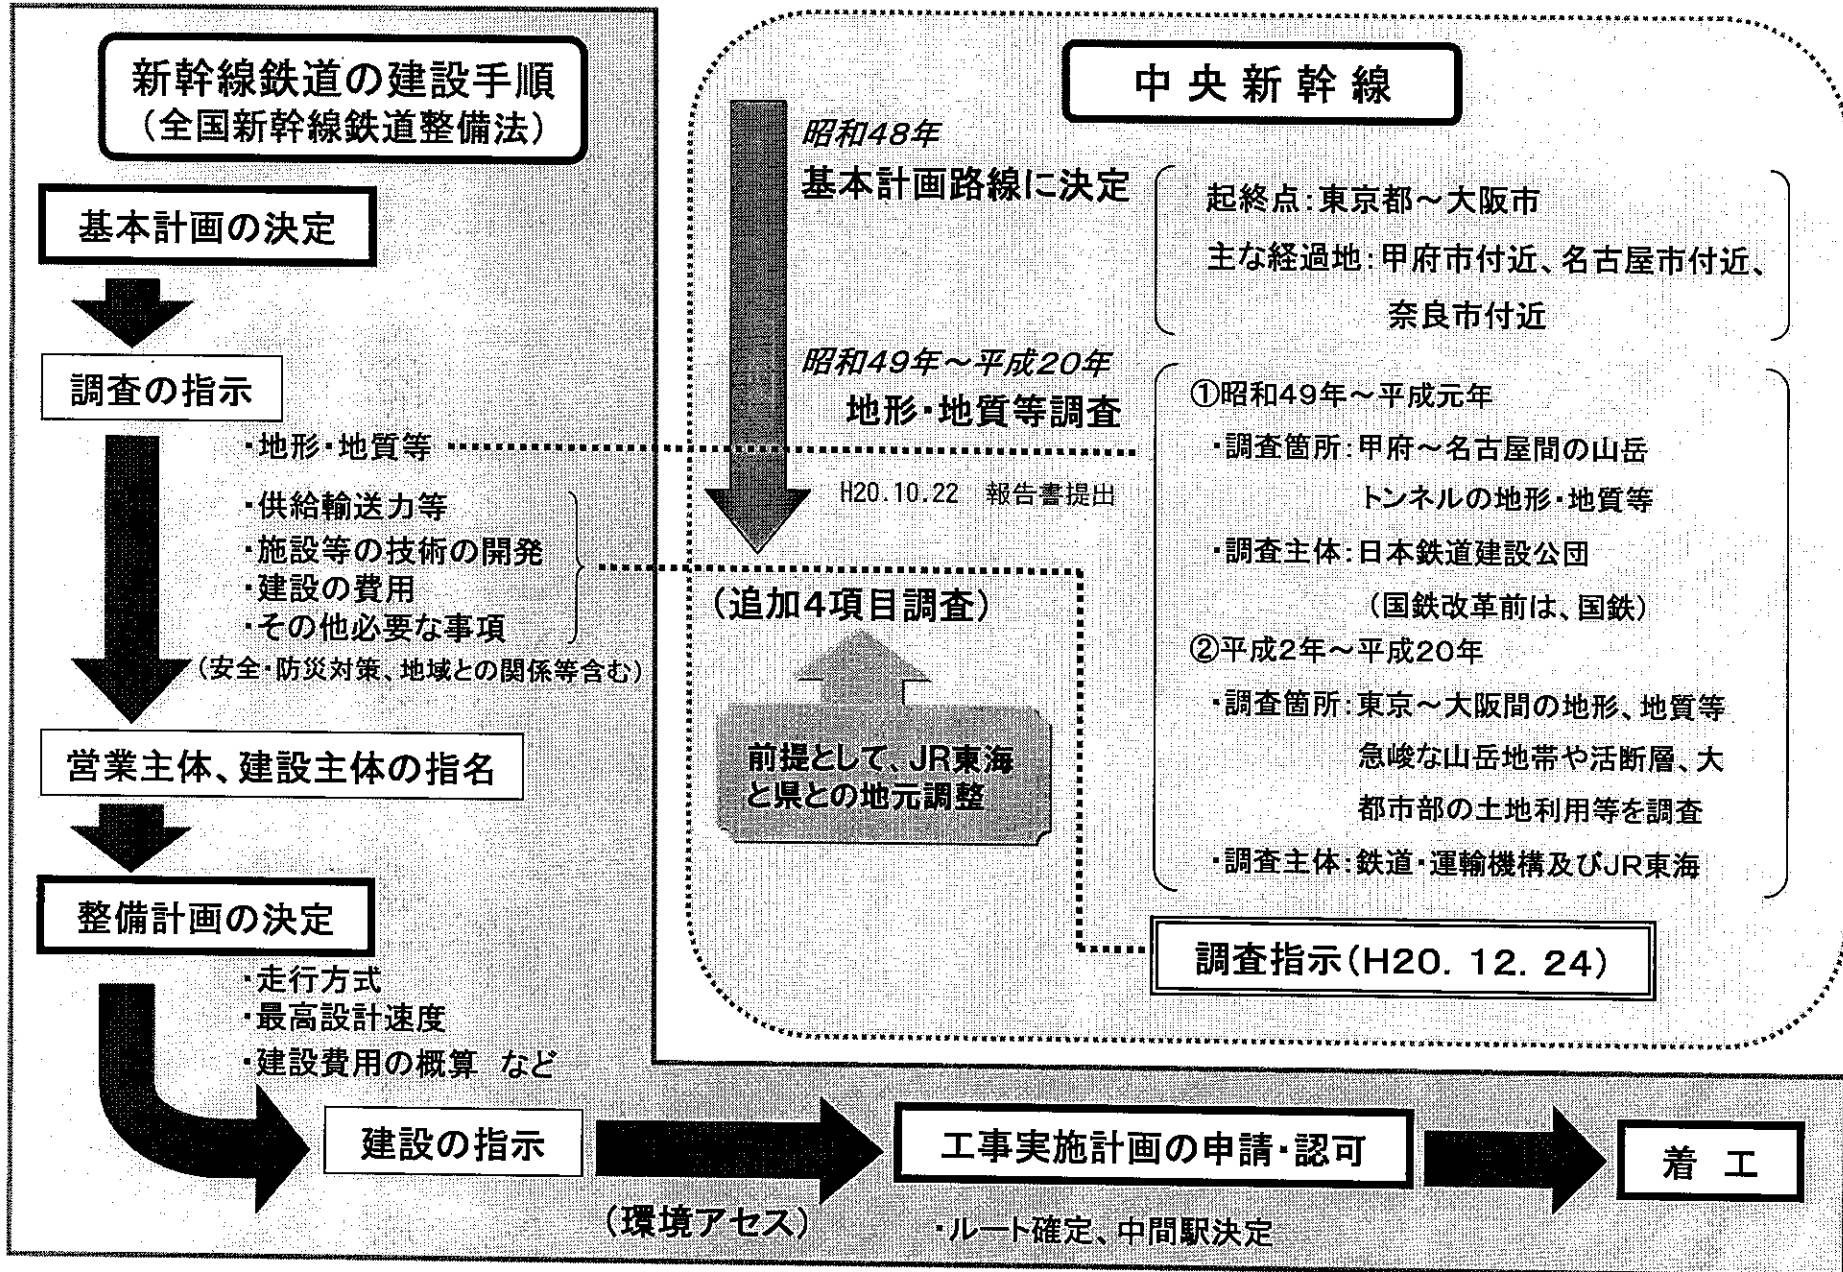 新幹線鉄道の建設手順
(全国新幹線鉄道整備法)
基本計画の決定
調査の指示
・地形・地質等
・供給輸送力等
・施設等の技術の開発
・建設の費用
・その他必要な事項
(安全・防災対策、地域との関係等含む)
営業主体、建設主体の指名
整備計画の決定
・走行方式
・最高設計速度
・建設費用の概算 など
建設の指示
(環境アセス)
工事実施計画の申請・認可
・ルート確定、中間駅決定
着 工
中央新幹線
昭和48年
基本計画路線に決定
起終点:東京都～大阪市
主な経過地:甲府市付近、名古屋市付近、
奈良市付近
昭和49年～平成20年
地形・地質等調査
H20.10.22 報告書提出
①昭和49年～平成元年
・調査箇所:甲府～名古屋間の山岳
トンネルの地形・地質等
・調査主体:日本鉄道建設公団
(国鉄改革前は、国鉄)
②平成2年～平成20年
・調査箇所:東京～大阪間の地形、地質等
急峻な山岳地帯や活断層、大
都市部の土地利用等を調査
・調査主体:鉄道・運輸機構及びJR東海
(追加4項目調査)
前提として、JR東海
と県との地元調整
調査指示(H20. 12. 24)